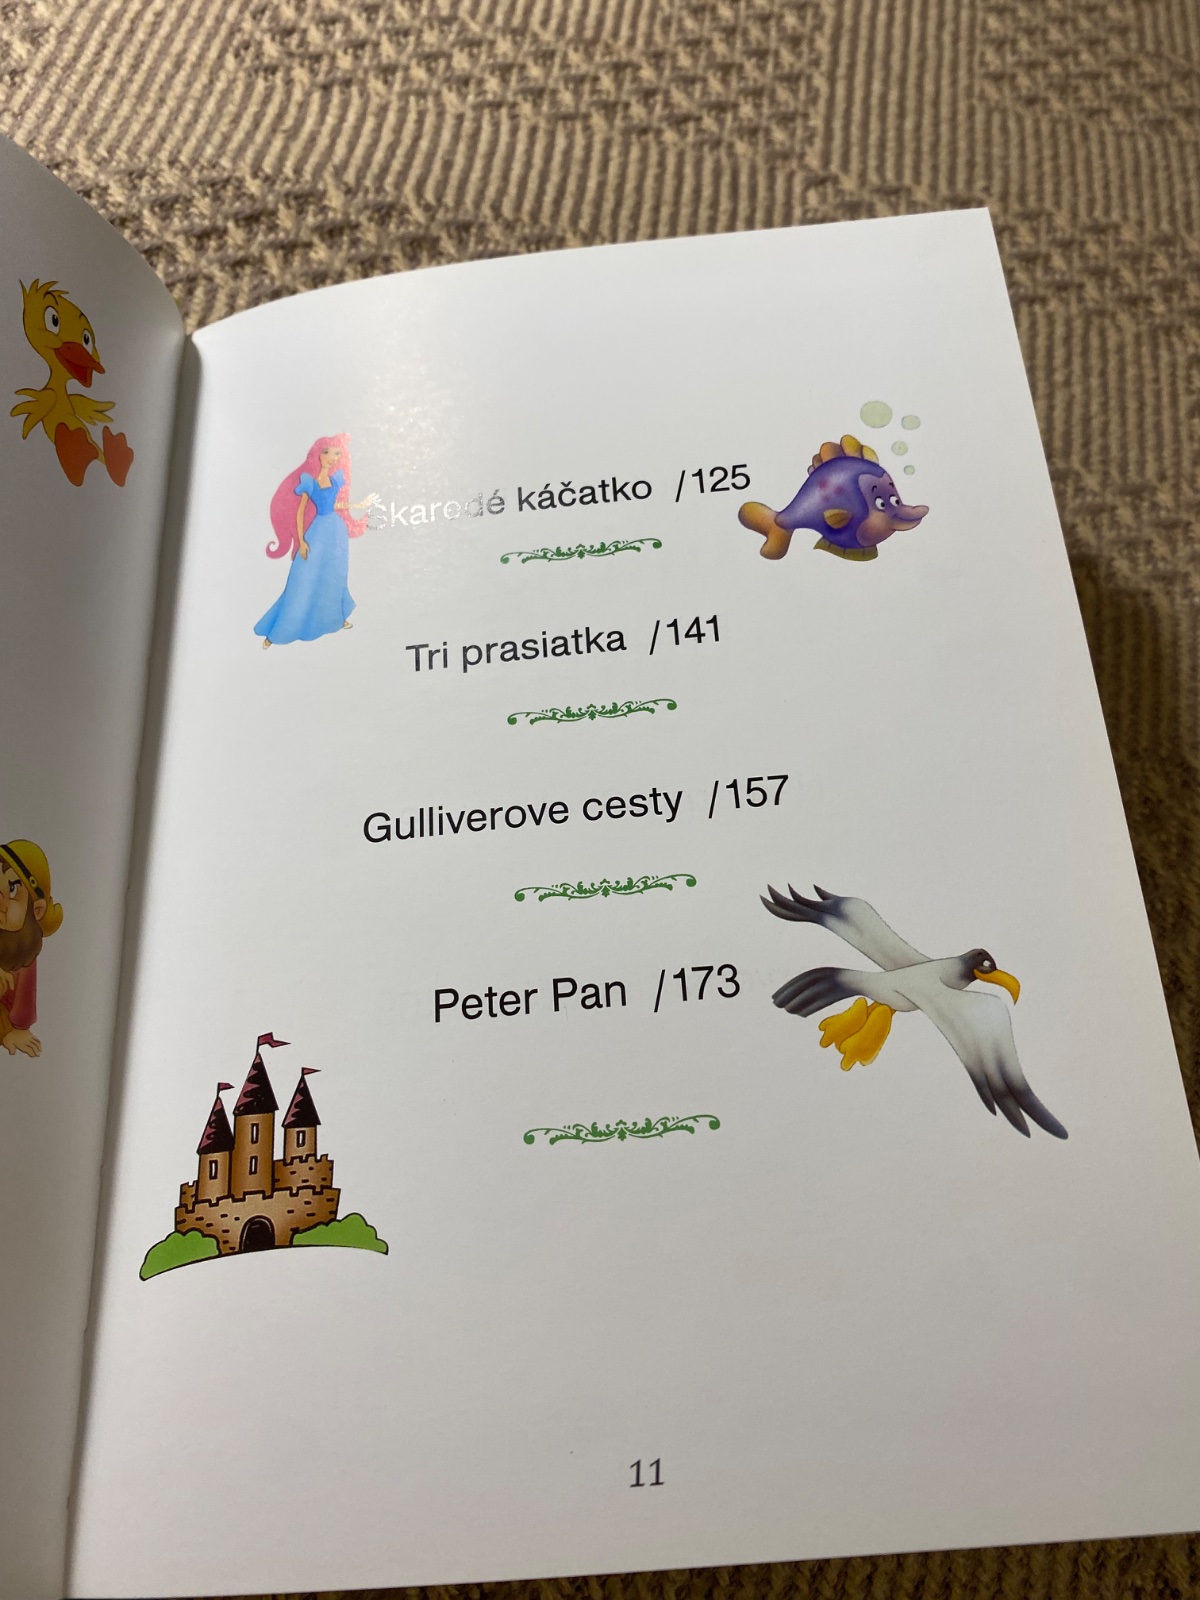 Škaredé káčatko /125
Tri prasiatka /141
Gulliverove cesty /157
Peter Pan /173
11